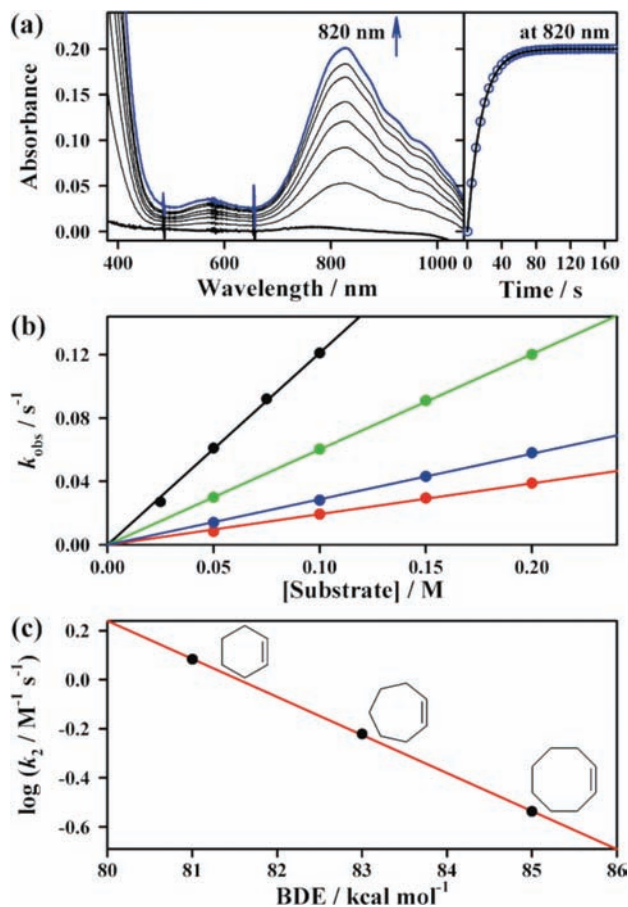 (a)
820 nm
at 820 nm
Absorbance
0.20
0.15
0.10
0.05
0.00
400 600 800 1000 0 40 80 120 160
Wavelength / nm
Time / s
(b)
k_obs / s⁻¹
0.12
0.08
0.04
0.00
0.00 0.05 0.10 0.15 0.20
[Substrate] / M
(c)
log (k₂ / M⁻¹ s⁻¹)
0.2
0.0
-0.2
-0.4
-0.6
80 81 82 83 84 85 86
BDE / kcal mol⁻¹